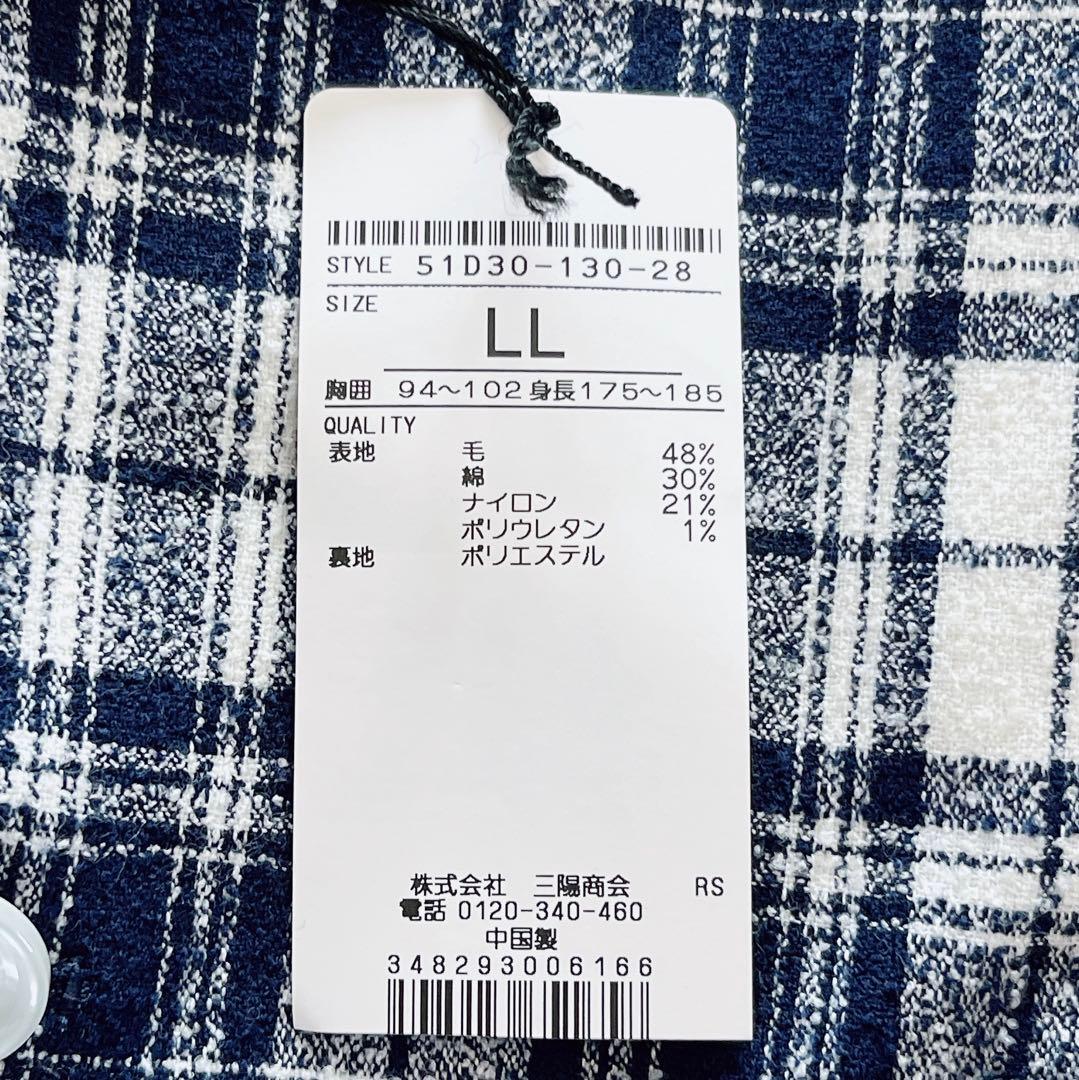 STYLE 51D30-130-28
SIZE
LL
胸囲 94〜102 身長175〜185
QUALITY
表地 毛 48%
綿 30%
ナイロン 21%
ポリウレタン 1%
裏地 ポリエステル
株式会社 三陽商会 RS
電話 0120-340-460
中国製
348293006166